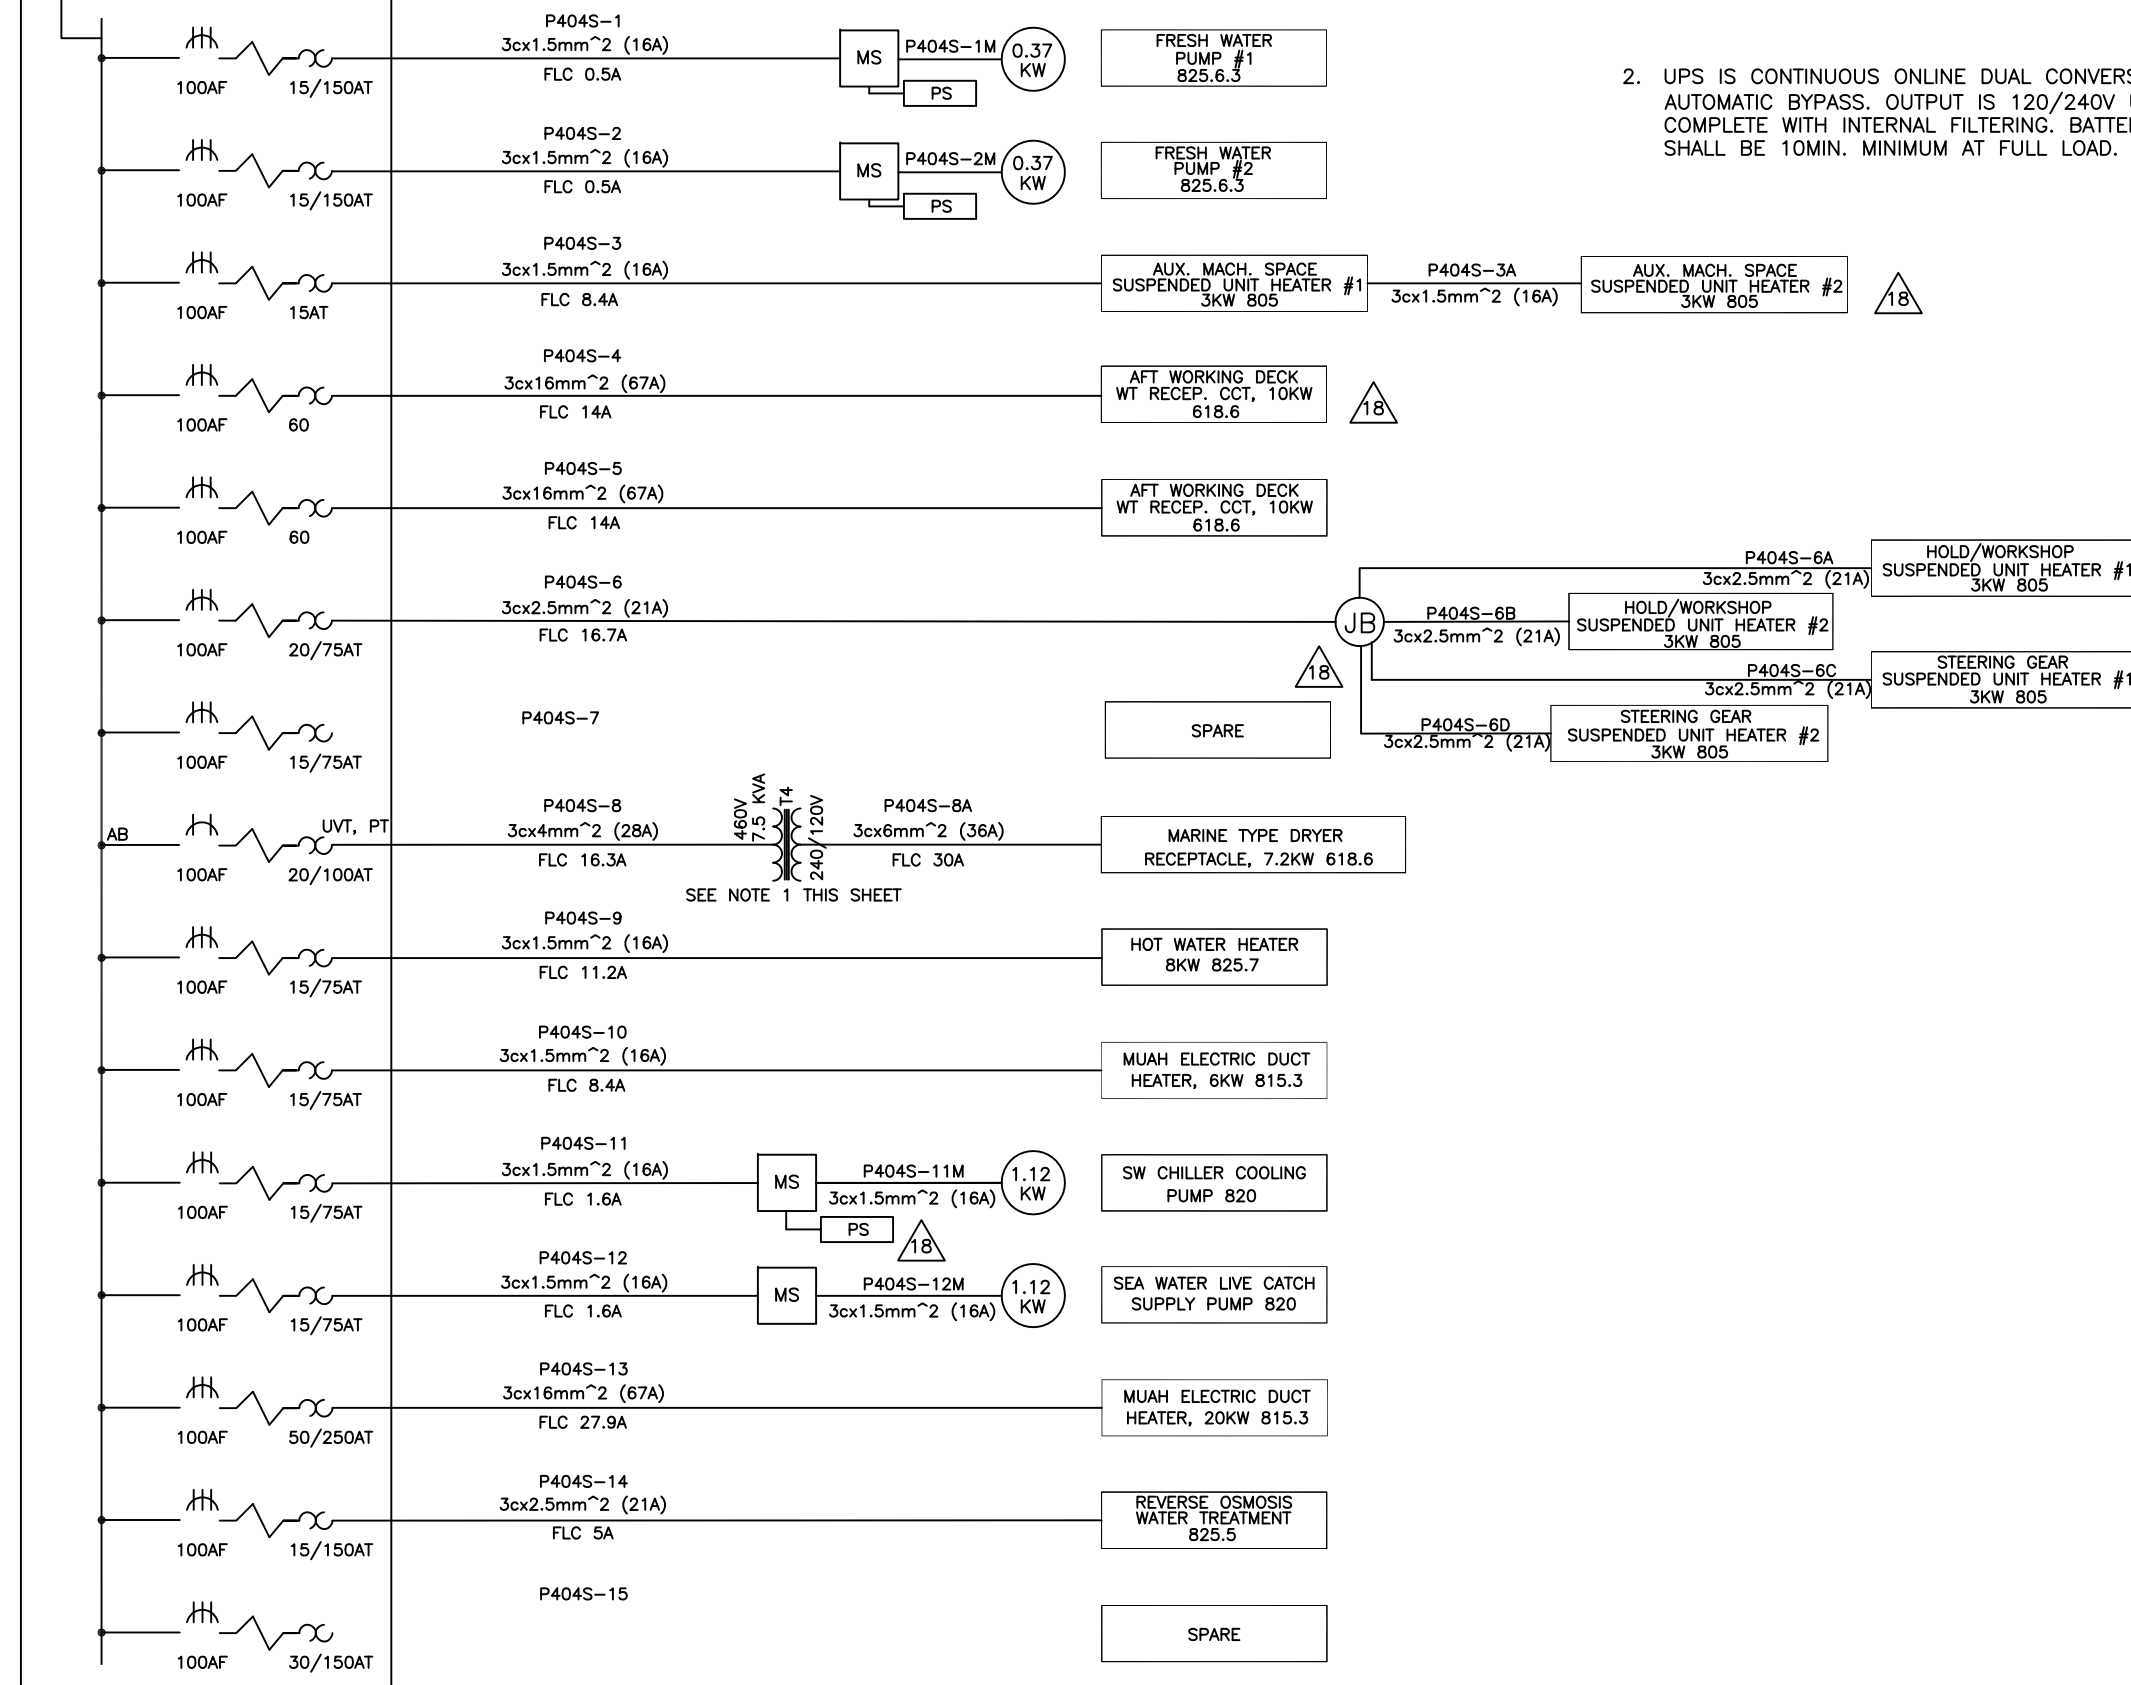 P404S-1
3cx1.5mm^2 (16A)
FLC 0.5A
100AF
15/150AT
MS
P404S-1M
0.37
KW
PS
FRESH WATER
PUMP #1
825.6.3
2. UPS IS CONTINUOUS ONLINE DUAL CONVERS
AUTOMATIC BYPASS. OUTPUT IS 120/240V
COMPLETE WITH INTERNAL FILTERING. BATTE
SHALL BE 10MIN. MINIMUM AT FULL LOAD.
P404S-2
3cx1.5mm^2 (16A)
FLC 0.5A
100AF
15/150AT
MS
P404S-2M
0.37
KW
PS
FRESH WATER
PUMP #2
825.6.3
P404S-3
3cx1.5mm^2 (16A)
FLC 8.4A
100AF
15AT
AUX. MACH. SPACE
SUSPENDED UNIT HEATER #1
3KW 805
P404S-3A
3cx1.5mm^2 (16A)
AUX. MACH. SPACE
SUSPENDED UNIT HEATER #2
3KW 805
18
P404S-4
3cx16mm^2 (67A)
FLC 14A
100AF
60
AFT WORKING DECK
WT RECEP. CCT, 10KW
618.6
18
P404S-5
3cx16mm^2 (67A)
FLC 14A
100AF
60
AFT WORKING DECK
WT RECEP. CCT, 10KW
618.6
P404S-6
3cx2.5mm^2 (21A)
FLC 16.7A
100AF
20/75AT
JB
18
P404S-6A
3cx2.5mm^2 (21A)
HOLD/WORKSHOP
SUSPENDED UNIT HEATER #1
3KW 805
P404S-6B
3cx2.5mm^2 (21A)
HOLD/WORKSHOP
SUSPENDED UNIT HEATER #2
3KW 805
P404S-6C
3cx2.5mm^2 (21A)
STEERING GEAR
SUSPENDED UNIT HEATER #1
3KW 805
P404S-6D
3cx2.5mm^2 (21A)
STEERING GEAR
SUSPENDED UNIT HEATER #2
3KW 805
P404S-7
100AF
15/75AT
SPARE
AB
UVT, PT
P404S-8
3cx4mm^2 (28A)
FLC 16.3A
100AF
20/100AT
460V
7.5 KVA
T4
240/120V
SEE NOTE 1 THIS SHEET
P404S-8A
3cx6mm^2 (36A)
FLC 30A
MARINE TYPE DRYER
RECEPTACLE, 7.2KW 618.6
P404S-9
3cx1.5mm^2 (16A)
FLC 11.2A
100AF
15/75AT
HOT WATER HEATER
8KW 825.7
P404S-10
3cx1.5mm^2 (16A)
FLC 8.4A
100AF
15/75AT
MUAH ELECTRIC DUCT
HEATER, 6KW 815.3
P404S-11
3cx1.5mm^2 (16A)
FLC 1.6A
100AF
15/75AT
MS
P404S-11M
3cx1.5mm^2 (16A)
1.12
KW
PS
18
SW CHILLER COOLING
PUMP 820
P404S-12
3cx1.5mm^2 (16A)
FLC 1.6A
100AF
15/75AT
MS
P404S-12M
3cx1.5mm^2 (16A)
1.12
KW
SEA WATER LIVE CATCH
SUPPLY PUMP 820
P404S-13
3cx16mm^2 (67A)
FLC 27.9A
100AF
50/250AT
MUAH ELECTRIC DUCT
HEATER, 20KW 815.3
P404S-14
3cx2.5mm^2 (21A)
FLC 5A
100AF
15/150AT
REVERSE OSMOSIS
WATER TREATMENT
825.5
P404S-15
100AF
30/150AT
SPARE